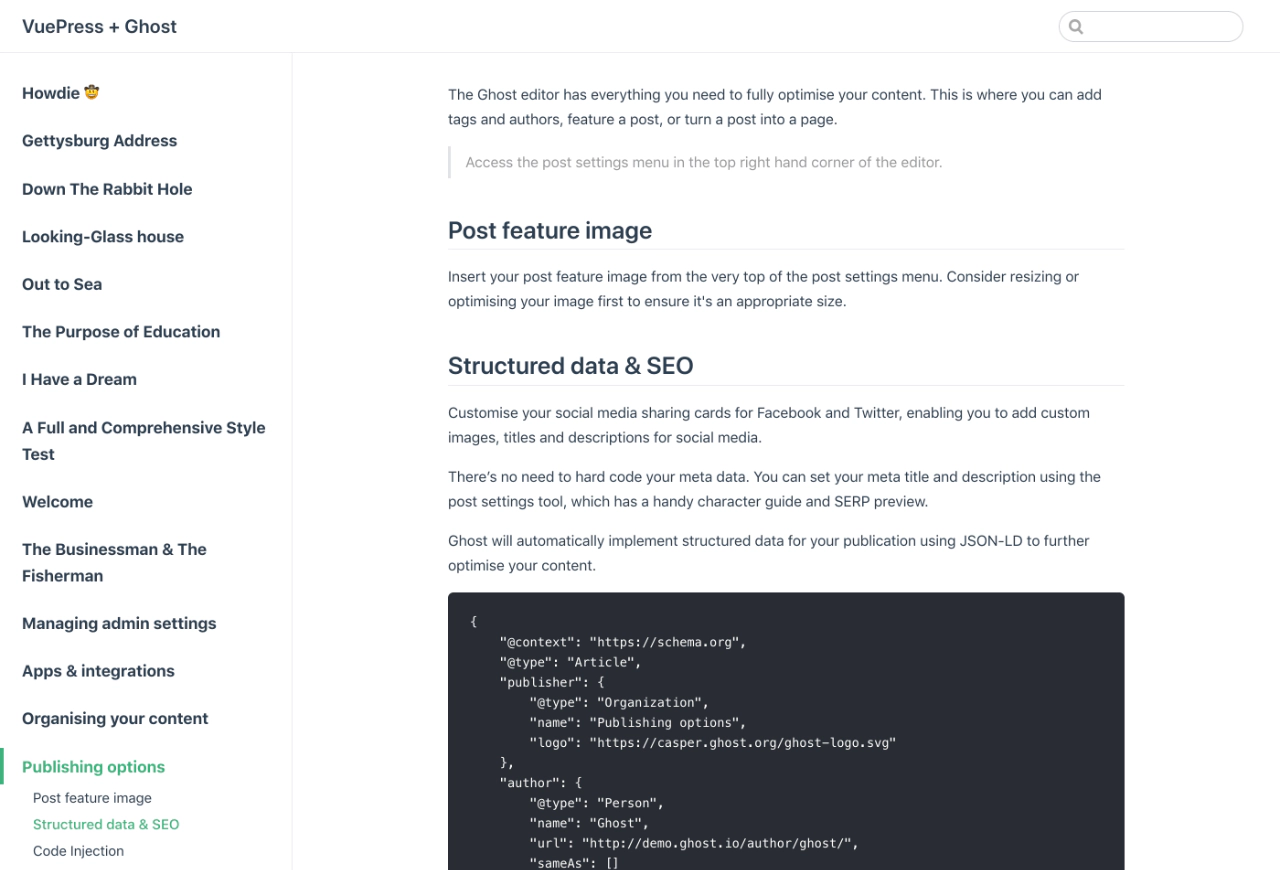 VuePress + Ghost
Howdie 🤠
Gettysburg Address
Down The Rabbit Hole
Looking-Glass house
Out to Sea
The Purpose of Education
I Have a Dream
A Full and Comprehensive Style
Test
Welcome
The Businessman & The
Fisherman
Managing admin settings
Apps & integrations
Organising your content
Publishing options
Post feature image
Structured data & SEO
Code Injection
The Ghost editor has everything you need to fully optimise your content. This is where you can add
tags and authors, feature a post, or turn a post into a page.
Access the post settings menu in the top right hand corner of the editor.
Post feature image
Insert your post feature image from the very top of the post settings menu. Consider resizing or
optimising your image first to ensure it's an appropriate size.
Structured data & SEO
Customise your social media sharing cards for Facebook and Twitter, enabling you to add custom
images, titles and descriptions for social media.
There’s no need to hard code your meta data. You can set your meta title and description using the
post settings tool, which has a handy character guide and SERP preview.
Ghost will automatically implement structured data for your publication using JSON-LD to further
optimise your content.
{
    "@context": "https://schema.org",
    "@type": "Article",
    "publisher": {
        "@type": "Organization",
        "name": "Publishing options",
        "logo": "https://casper.ghost.org/ghost-logo.svg"
    },
    "author": {
        "@type": "Person",
        "name": "Ghost",
        "url": "http://demo.ghost.io/author/ghost/",
        "sameAs": []